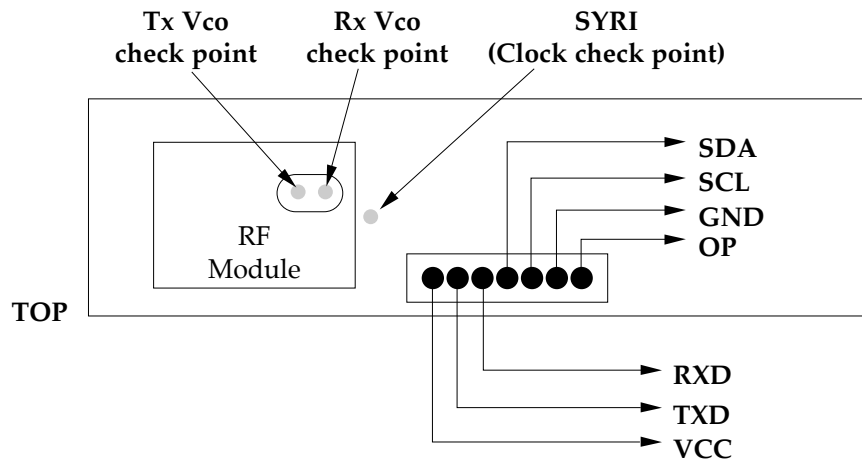 Tx Vco
check point
Rx Vco
check point
SYRI
(Clock check point)
SDA
SCL
GND
OP
RF
Module
TOP
RXD
TXD
VCC